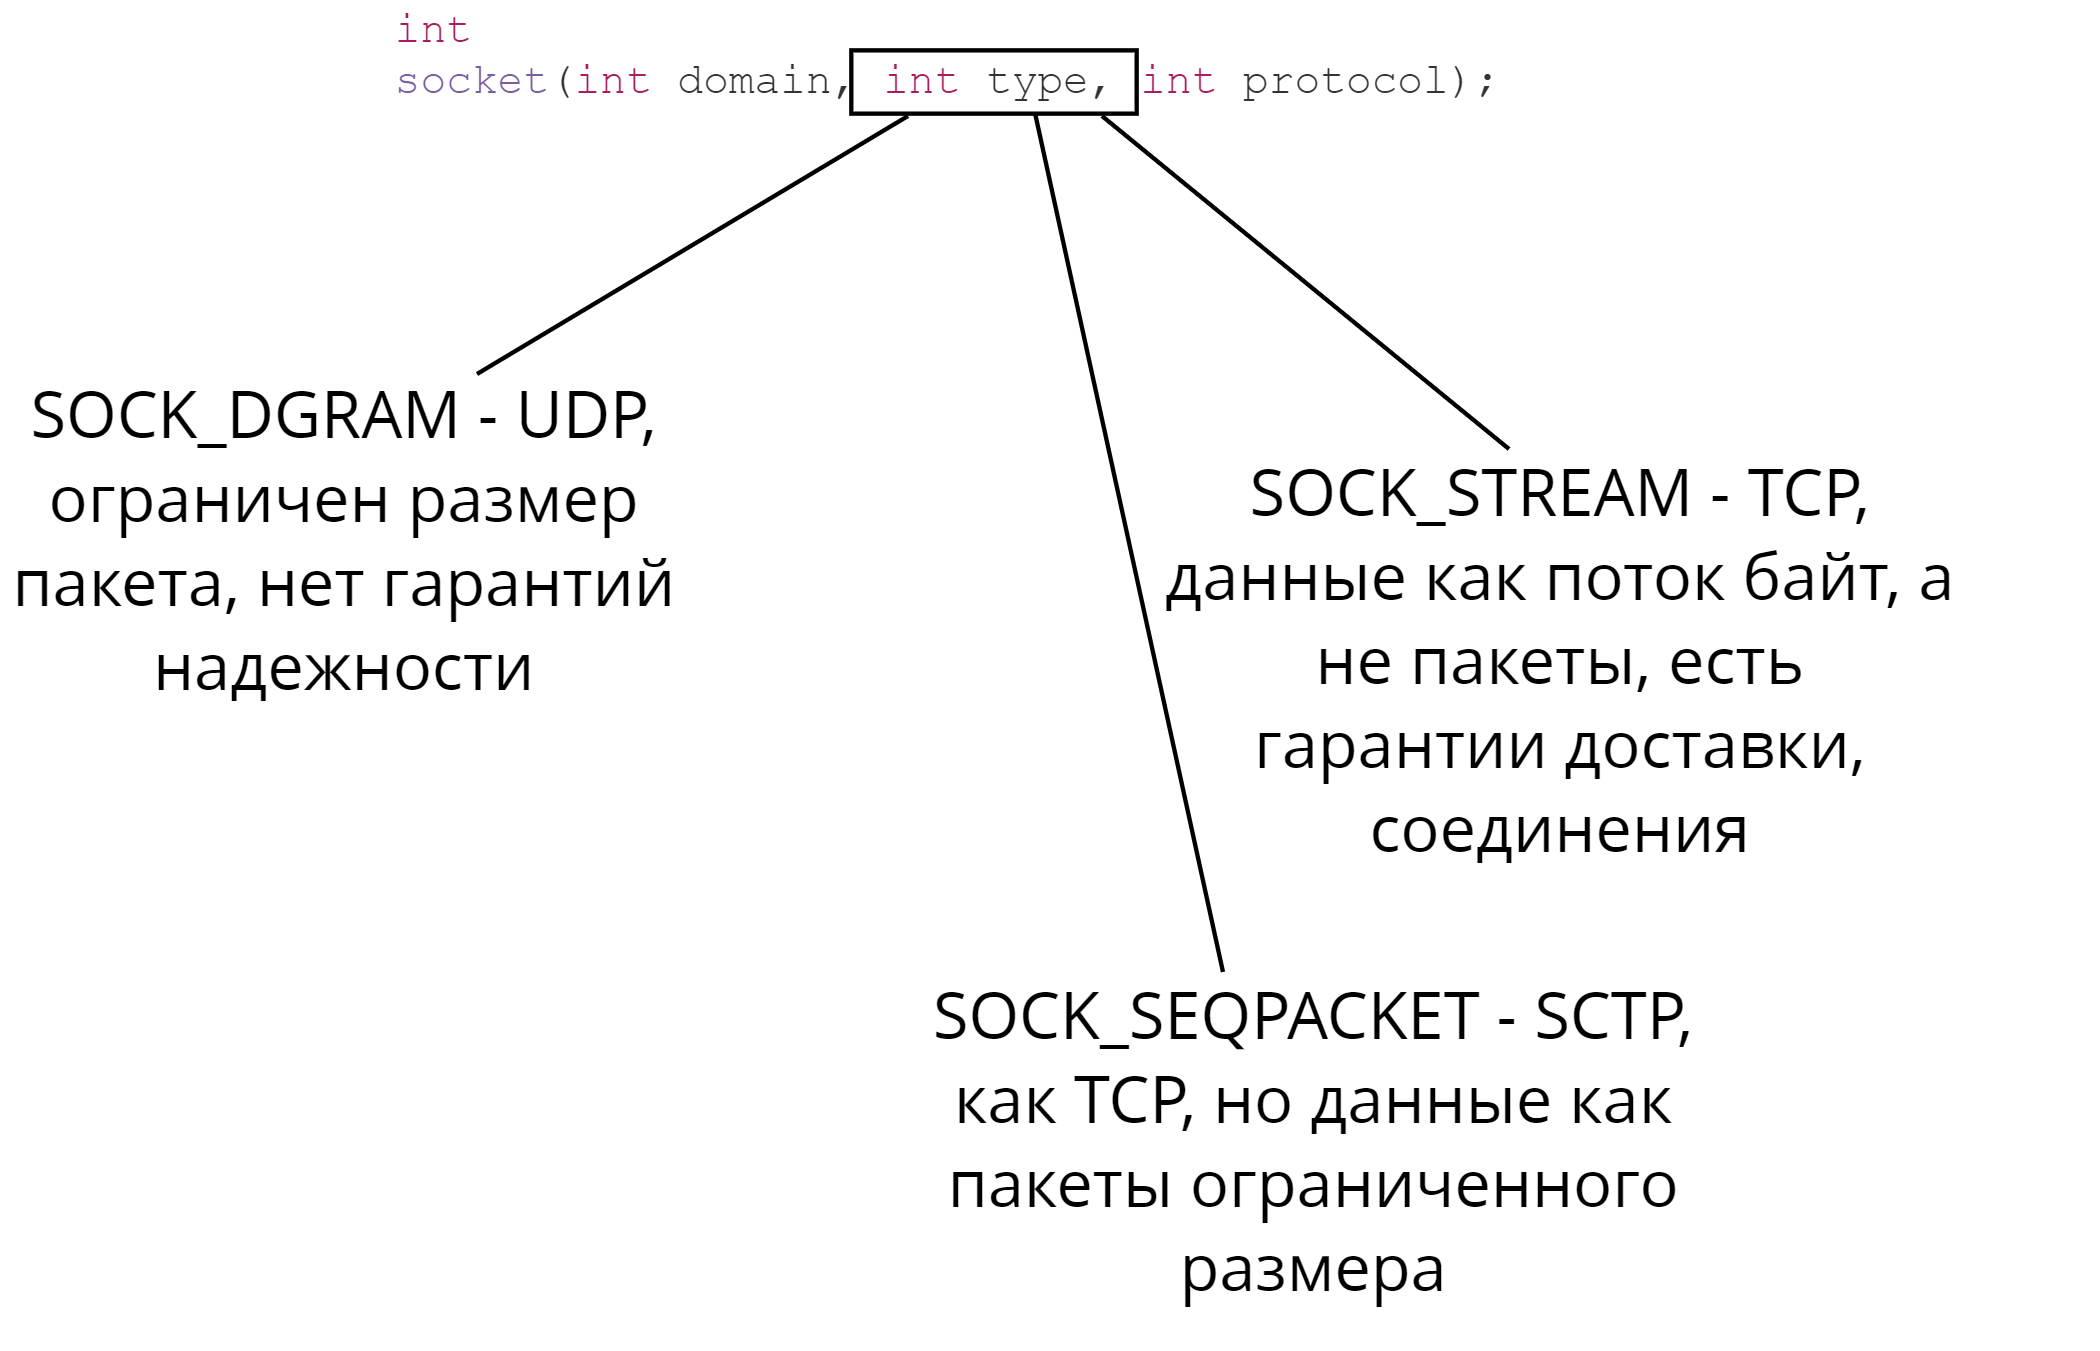 int
socket(int domain, int type, int protocol);
SOCK_DGRAM - UDP,
ограничен размер
пакета, нет гарантий
надежности
SOCK_STREAM - TCP,
данные как поток байт, а
не пакеты, есть
гарантии доставки,
соединения
SOCK_SEQPACKET - SCTP,
как TCP, но данные как
пакеты ограниченного
размера